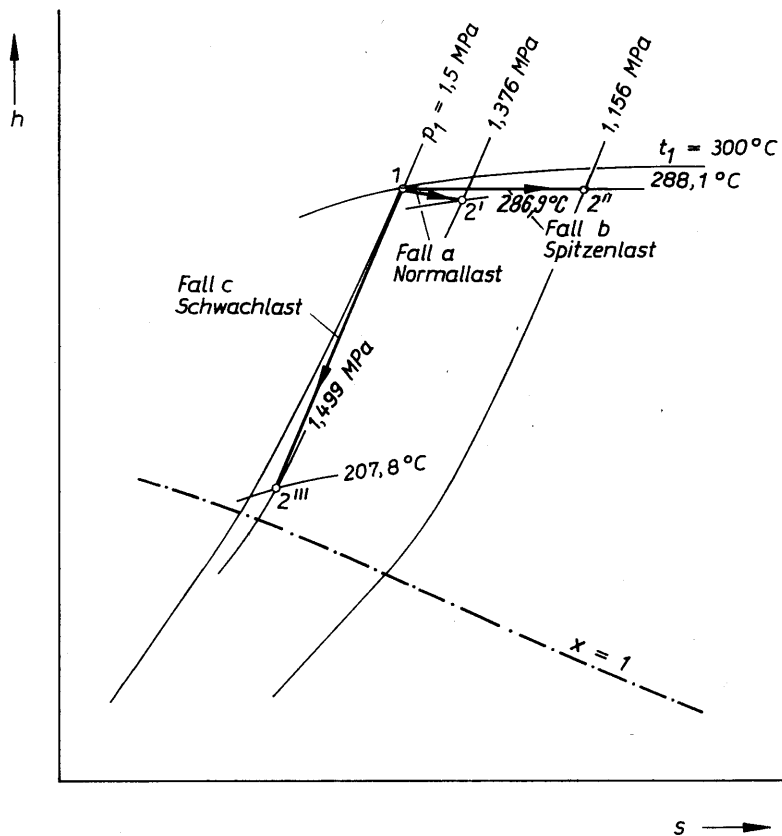 h
p₁ = 1,5 MPa
1,376 MPa
1,156 MPa
t₁ = 300 °C
288,1 °C
1
2'
286,9 °C
2"
Fall a
Normallast
Fall b
Spitzenlast
Fall c
Schwachlast
1,499 MPa
207,8 °C
2'''
x = 1
s